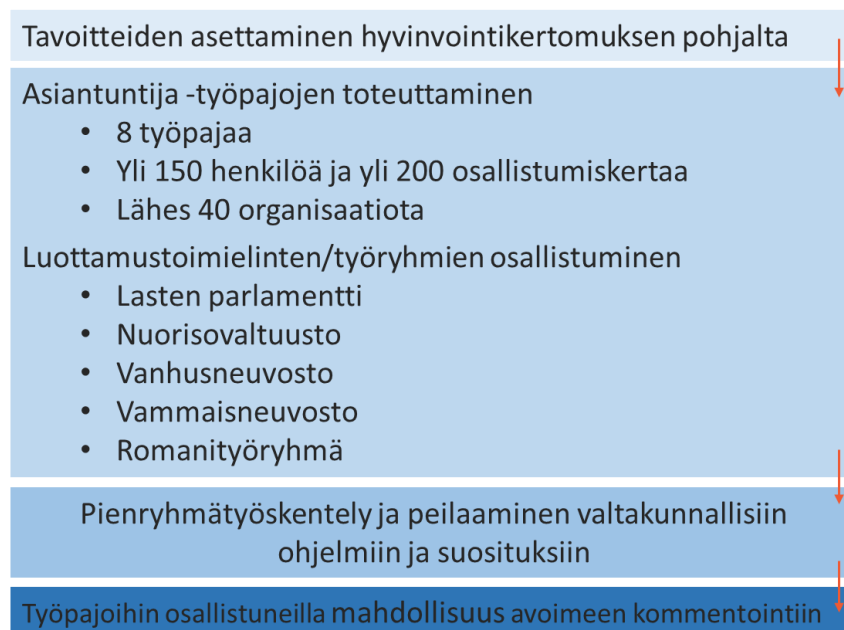 Tavoitteiden asettaminen hyvinvointikertomuksen pohjalta
Asiantuntija -työpajojen toteuttaminen
• 8 työpajaa
• Yli 150 henkilöä ja yli 200 osallistumiskertaa
• Lähes 40 organisaatiota
Luottamustoimielinten/työryhmien osallistuminen
• Lasten parlamentti
• Nuorisovaltuusto
• Vanhusneuvosto
• Vammaisneuvosto
• Romanityöryhmä
Pienryhmätyöskentely ja peilaaminen valtakunnallisiin
ohjelmiin ja suosituksiin
Työpajoihin osallistuneilla mahdollisuus avoimeen kommentointiin